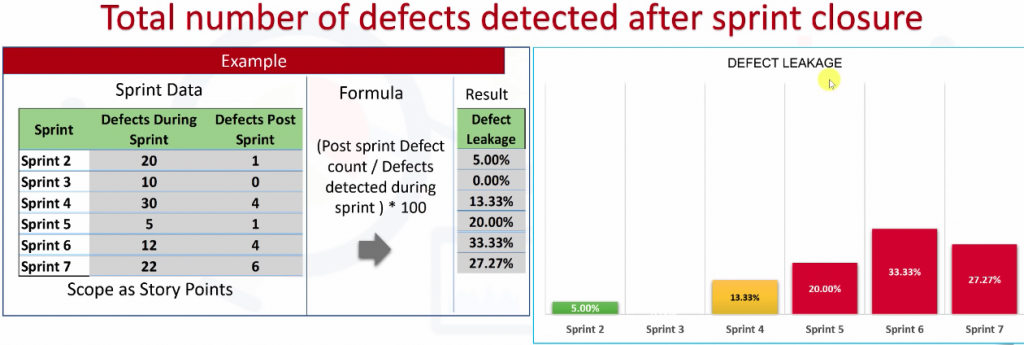 Total number of defects detected after sprint closure
Example
Sprint Data
Sprint Defects During Sprint Defects Post Sprint
Sprint 2 20 1
Sprint 3 10 0
Sprint 4 30 4
Sprint 5 5 1
Sprint 6 12 4
Sprint 7 22 6
Scope as Story Points
Formula
(Post sprint Defect
count / Defects
detected during
sprint ) * 100
Result
Defect
Leakage
5.00%
0.00%
13.33%
20.00%
33.33%
27.27%
DEFECT LEAKAGE
5.00%
13.33%
20.00%
33.33%
27.27%
Sprint 2 Sprint 3 Sprint 4 Sprint 5 Sprint 6 Sprint 7